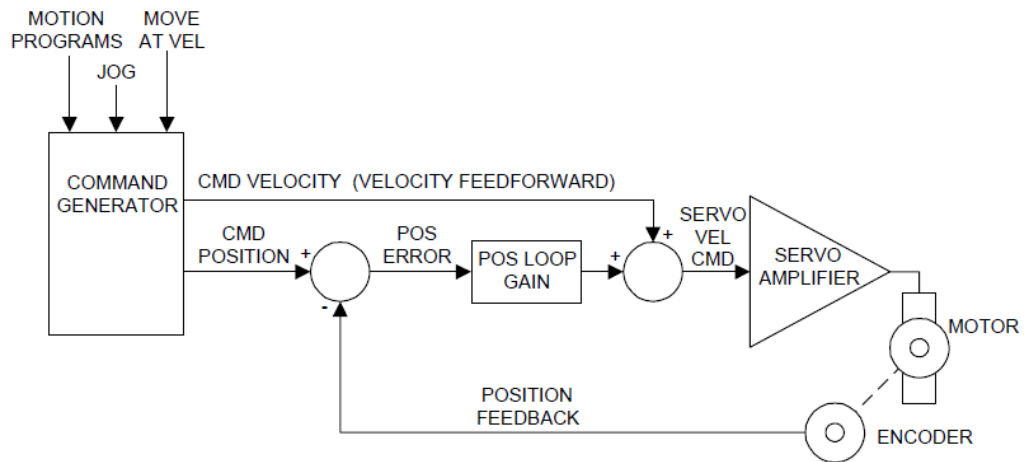 MOTION
PROGRAMS
MOVE
AT VEL
JOG
COMMAND
GENERATOR
CMD VELOCITY (VELOCITY FEEDFORWARD)
CMD
POSITION
+
-
POS
ERROR
POS LOOP
GAIN
+
+
SERVO
VEL
CMD
SERVO
AMPLIFIER
MOTOR
POSITION
FEEDBACK
ENCODER